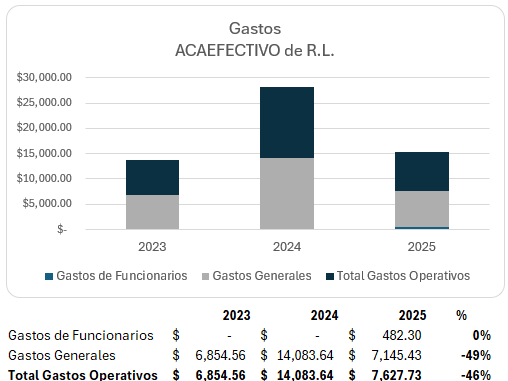 Gastos
ACAEFECTIVO de R.L.
$30,000.00
$25,000.00
$20,000.00
$15,000.00
$10,000.00
$5,000.00
$-
2023 2024 2025
Gastos de Funcionarios Gastos Generales Total Gastos Operativos
2023 2024 2025 %
Gastos de Funcionarios $ - $ - $ 482.30 0%
Gastos Generales $ 6,854.56 $ 14,083.64 $ 7,145.43 -49%
Total Gastos Operativos $ 6,854.56 $ 14,083.64 $ 7,627.73 -46%